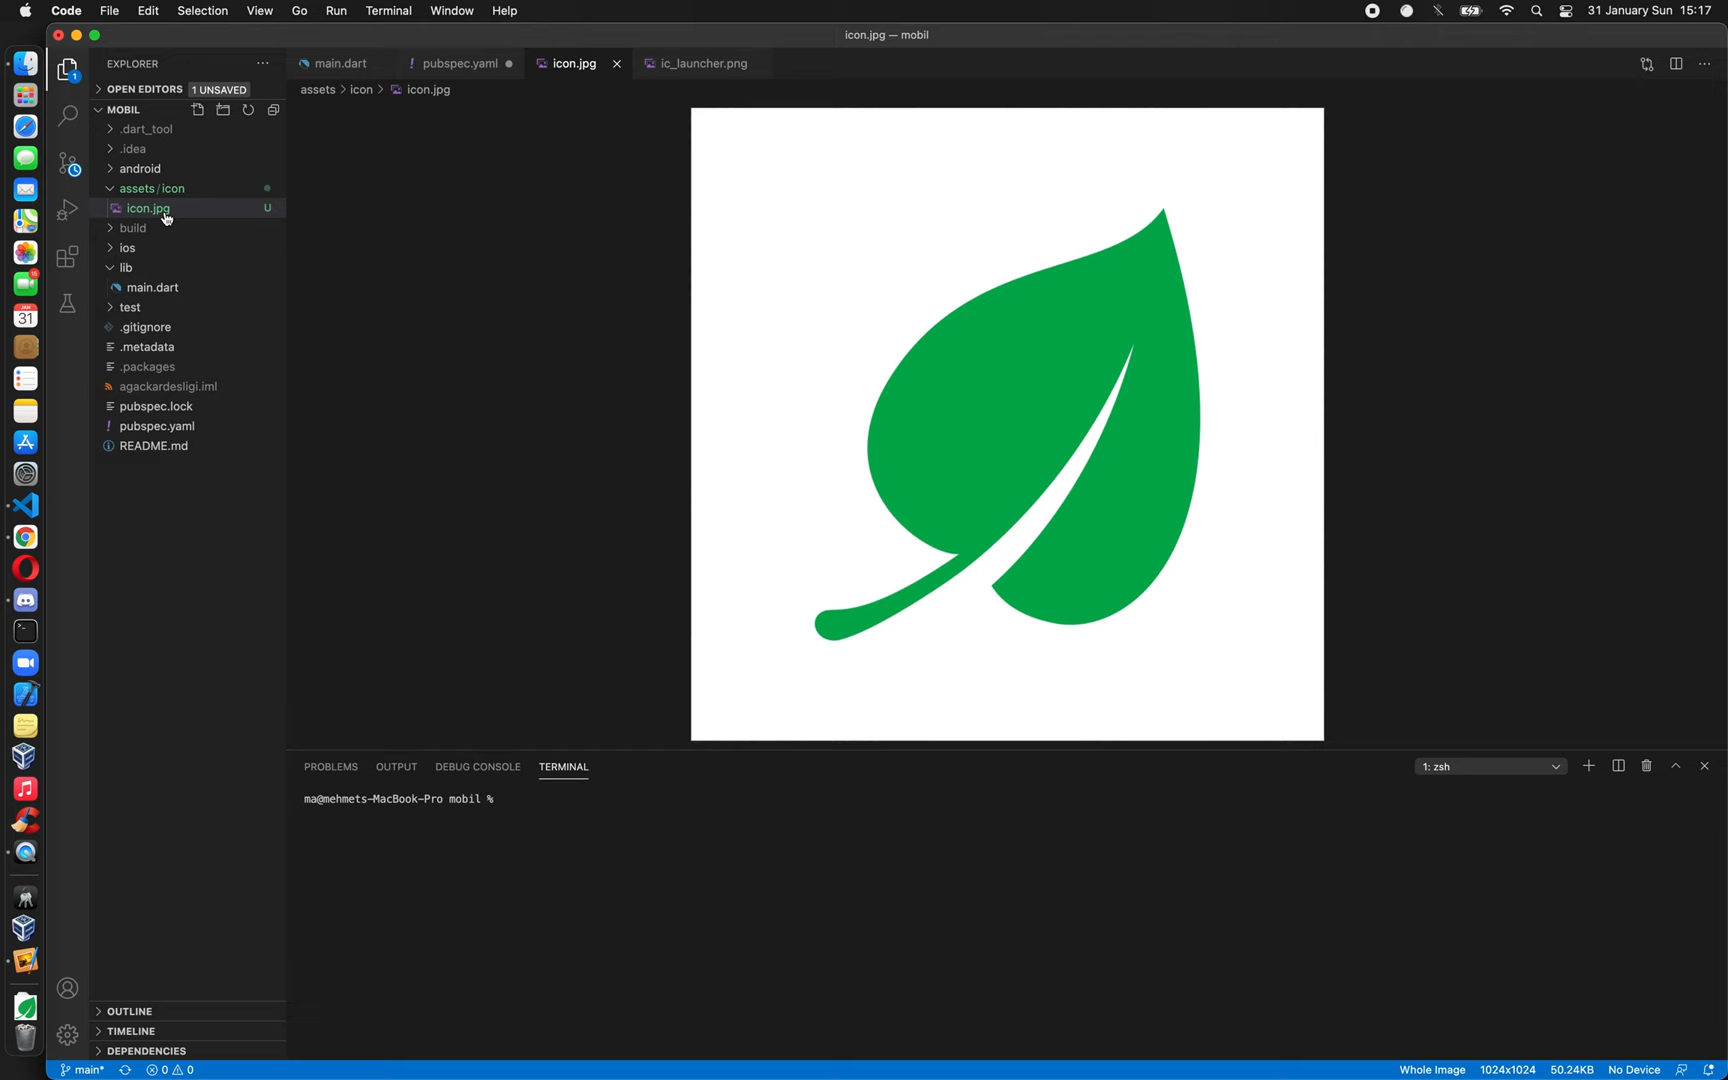 Code File Edit Selection View Go Run Terminal Window Help 31 January Sun 15:17
icon.jpg — mobil
EXPLORER
main.dart
pubspec.yaml
icon.jpg
ic_launcher.png
OPEN EDITORS 1 UNSAVED
assets > icon > icon.jpg
MOBIL
.dart_tool
.idea
android
assets/icon
icon.jpg U
build
ios
lib
main.dart
test
.gitignore
.metadata
.packages
agackardesligi.iml
pubspec.lock
pubspec.yaml
README.md
PROBLEMS OUTPUT DEBUG CONSOLE TERMINAL
1: zsh
ma@mehmets-MacBook-Pro mobil %
OUTLINE
TIMELINE
DEPENDENCIES
main* 0 0 Whole Image 1024x1024 50.24KB No Device
1
15
JAN
31